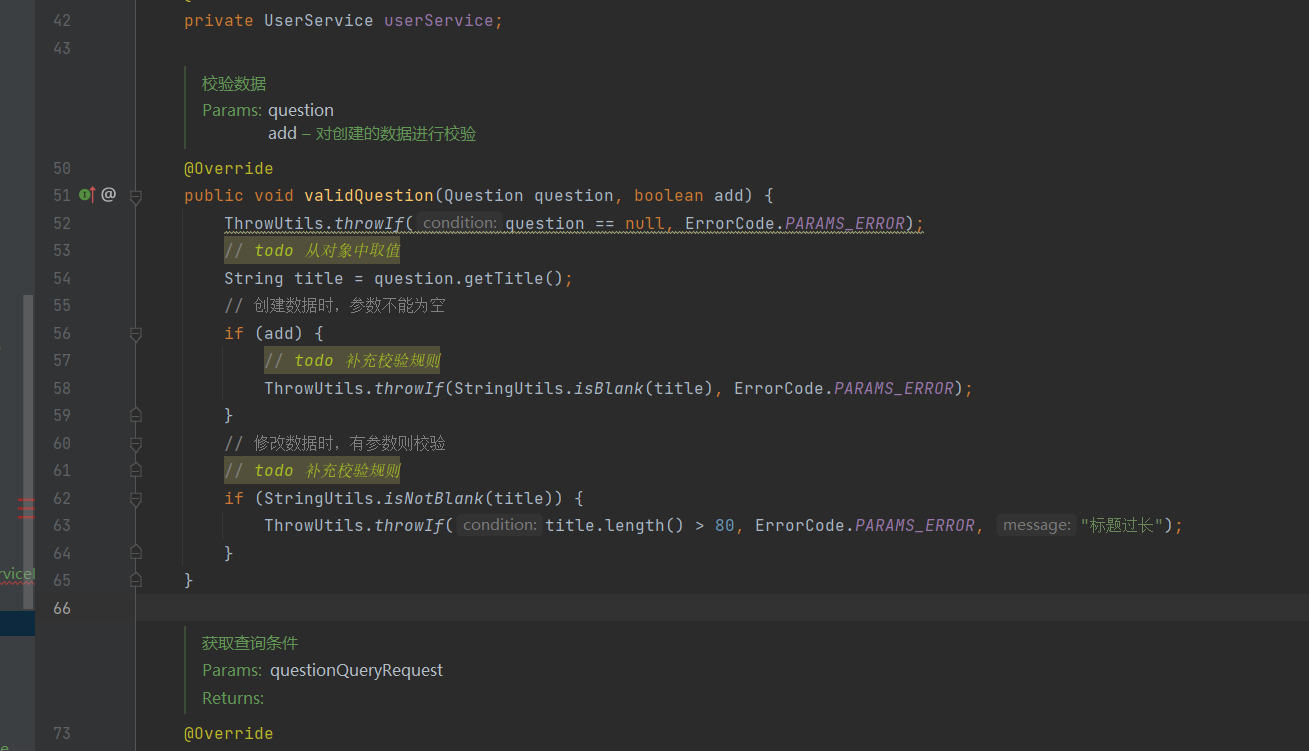 42 private UserService userService;
43
校验数据
Params: question
add – 对创建的数据进行校验
50 @Override
51 @ public void validQuestion(Question question, boolean add) {
52 ThrowUtils.throwIf( condition: question == null, ErrorCode.PARAMS_ERROR);
53 // todo 从对象中取值
54 String title = question.getTitle();
55 // 创建数据时，参数不能为空
56 if (add) {
57 // todo 补充校验规则
58 ThrowUtils.throwIf(StringUtils.isBlank(title), ErrorCode.PARAMS_ERROR);
59 }
60 // 修改数据时，有参数则校验
61 // todo 补充校验规则
62 if (StringUtils.isNotBlank(title)) {
63 ThrowUtils.throwIf( condition: title.length() > 80, ErrorCode.PARAMS_ERROR, message: "标题过长");
64 }
65 }
66
获取查询条件
Params: questionQueryRequest
Returns:
73 @Override